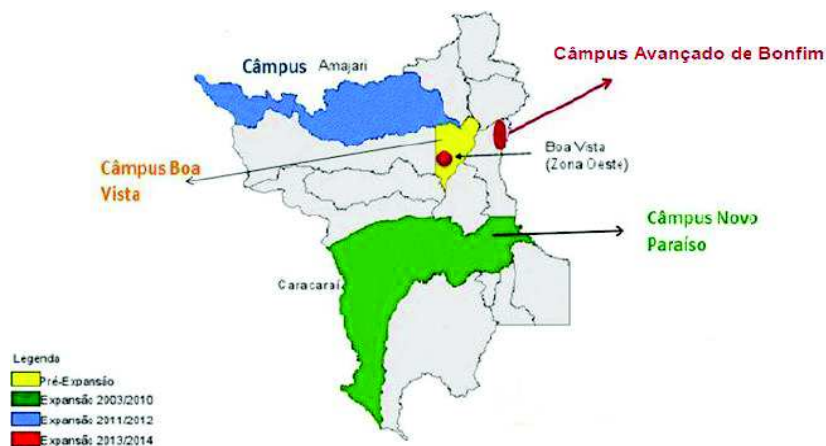 Câmpus Avançado de Bonfim
Câmpus Amajari
Boa Vista
(Zona Oeste)
Câmpus Boa
Vista
Câmpus Novo
Paraíso
Caracaraí
Legenda
Pré-Expansão
Expansão 2003/2010
Expansão 2011/2012
Expansão 2013/2014